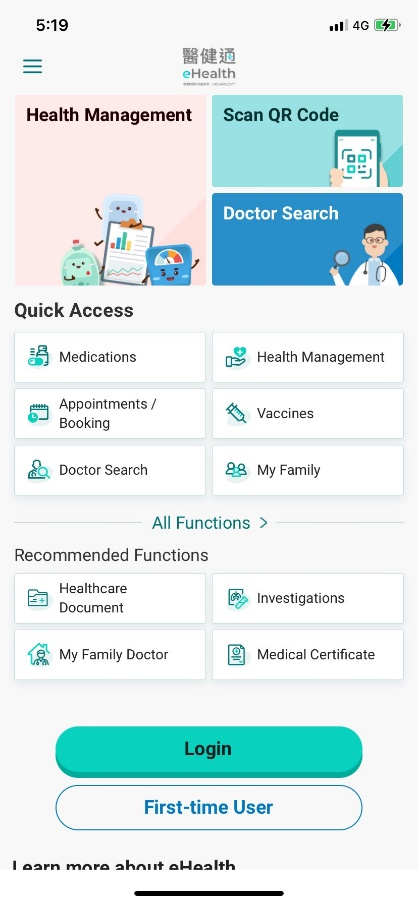 5:19
4G
醫健通
eHealth
Health Management
Scan QR Code
Doctor Search
Quick Access
Medications
Health Management
Appointments /
Booking
Vaccines
Doctor Search
My Family
All Functions
Recommended Functions
Healthcare
Document
Investigations
My Family Doctor
Medical Certificate
Login
First-time User
Learn more about eHealth